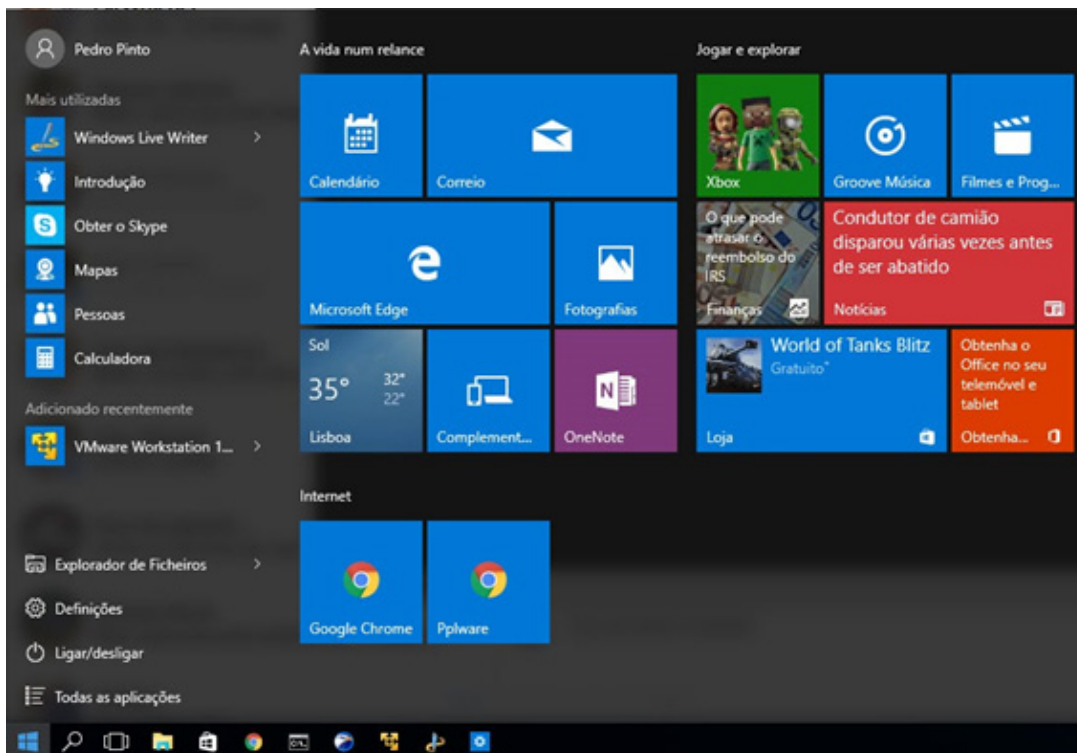 Pedro Pinto
Mais utilizadas
Windows Live Writer
Introdução
Obter o Skype
Mapas
Pessoas
Calculadora
Adicionado recentemente
VMware Workstation 1...
Explorador de Ficheiros
Definições
Ligar/desligar
Todas as aplicações
A vida num relance
Calendário
Correio
Microsoft Edge
Fotografias
Sol
35°
32°
22°
Lisboa
Complement...
N
OneNote
Internet
Google Chrome
Pplware
Jogar e explorar
Xbox
Groove Música
Filmes e Prog...
O que pode
atrasar o
reembolso do
IRS
Finanças
Condutor de camião
disparou várias vezes antes
de ser abatido
Notícias
World of Tanks Blitz
Gratuito*
Loja
Obtenha o
Office no seu
telemóvel e
tablet
Obtenha...